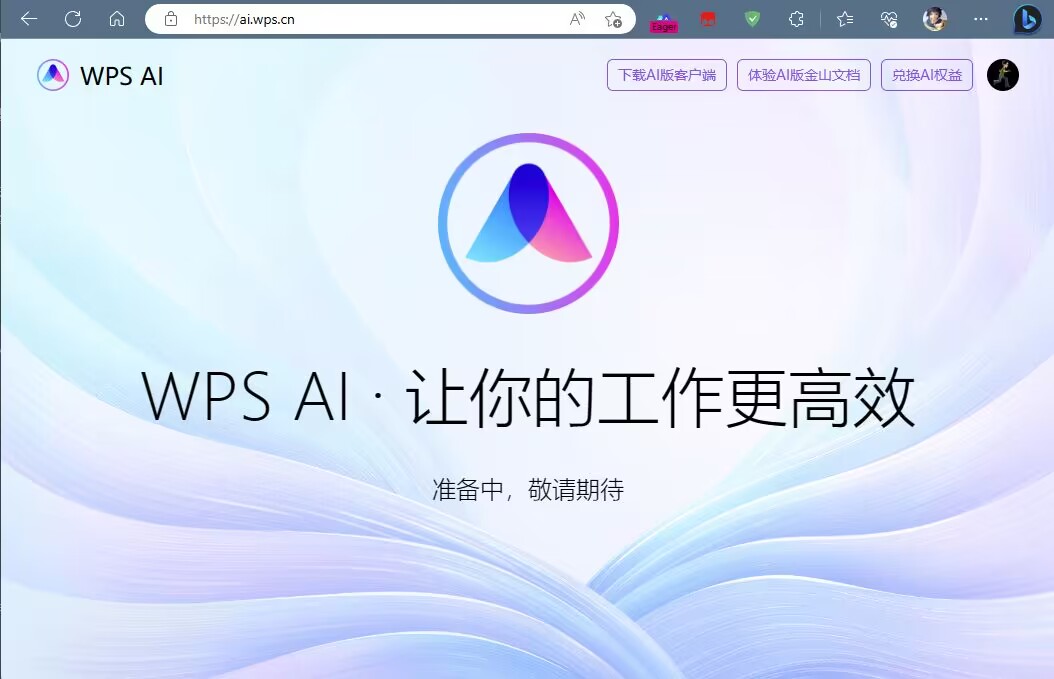 https://ai.wps.cn
Eager
WPS AI
下载AI版客户端
体验AI版金山文档
兑换AI权益
WPS AI · 让你的工作更高效
准备中，敬请期待